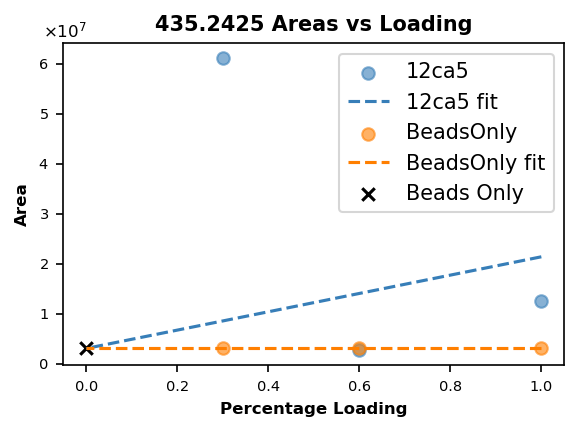 435.2425 Areas vs Loading
×10⁷
6
5
4
3
2
1
0
Area
0.0 0.2 0.4 0.6 0.8 1.0
Percentage Loading
12ca5
12ca5 fit
BeadsOnly
BeadsOnly fit
Beads Only